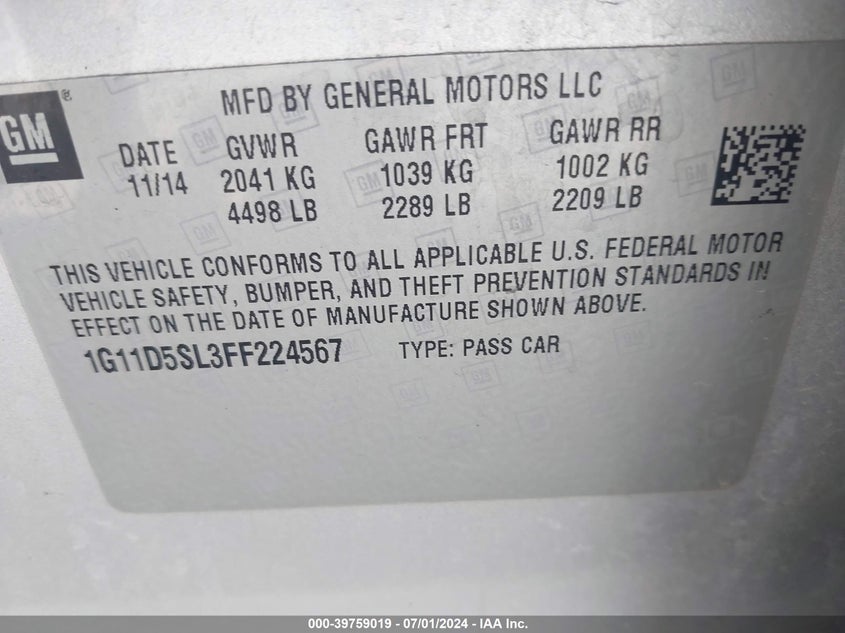 MFD BY GENERAL MOTORS LLC
GM®
DATE GVWR GAWR FRT GAWR RR
11/14 2041 KG 1039 KG 1002 KG
4498 LB 2289 LB 2209 LB
THIS VEHICLE CONFORMS TO ALL APPLICABLE U.S. FEDERAL MOTOR
VEHICLE SAFETY, BUMPER, AND THEFT PREVENTION STANDARDS IN
EFFECT ON THE DATE OF MANUFACTURE SHOWN ABOVE.
1G11D5SL3FF224567 TYPE: PASS CAR
000-39759019 - 07/01/2024 - IAA Inc.